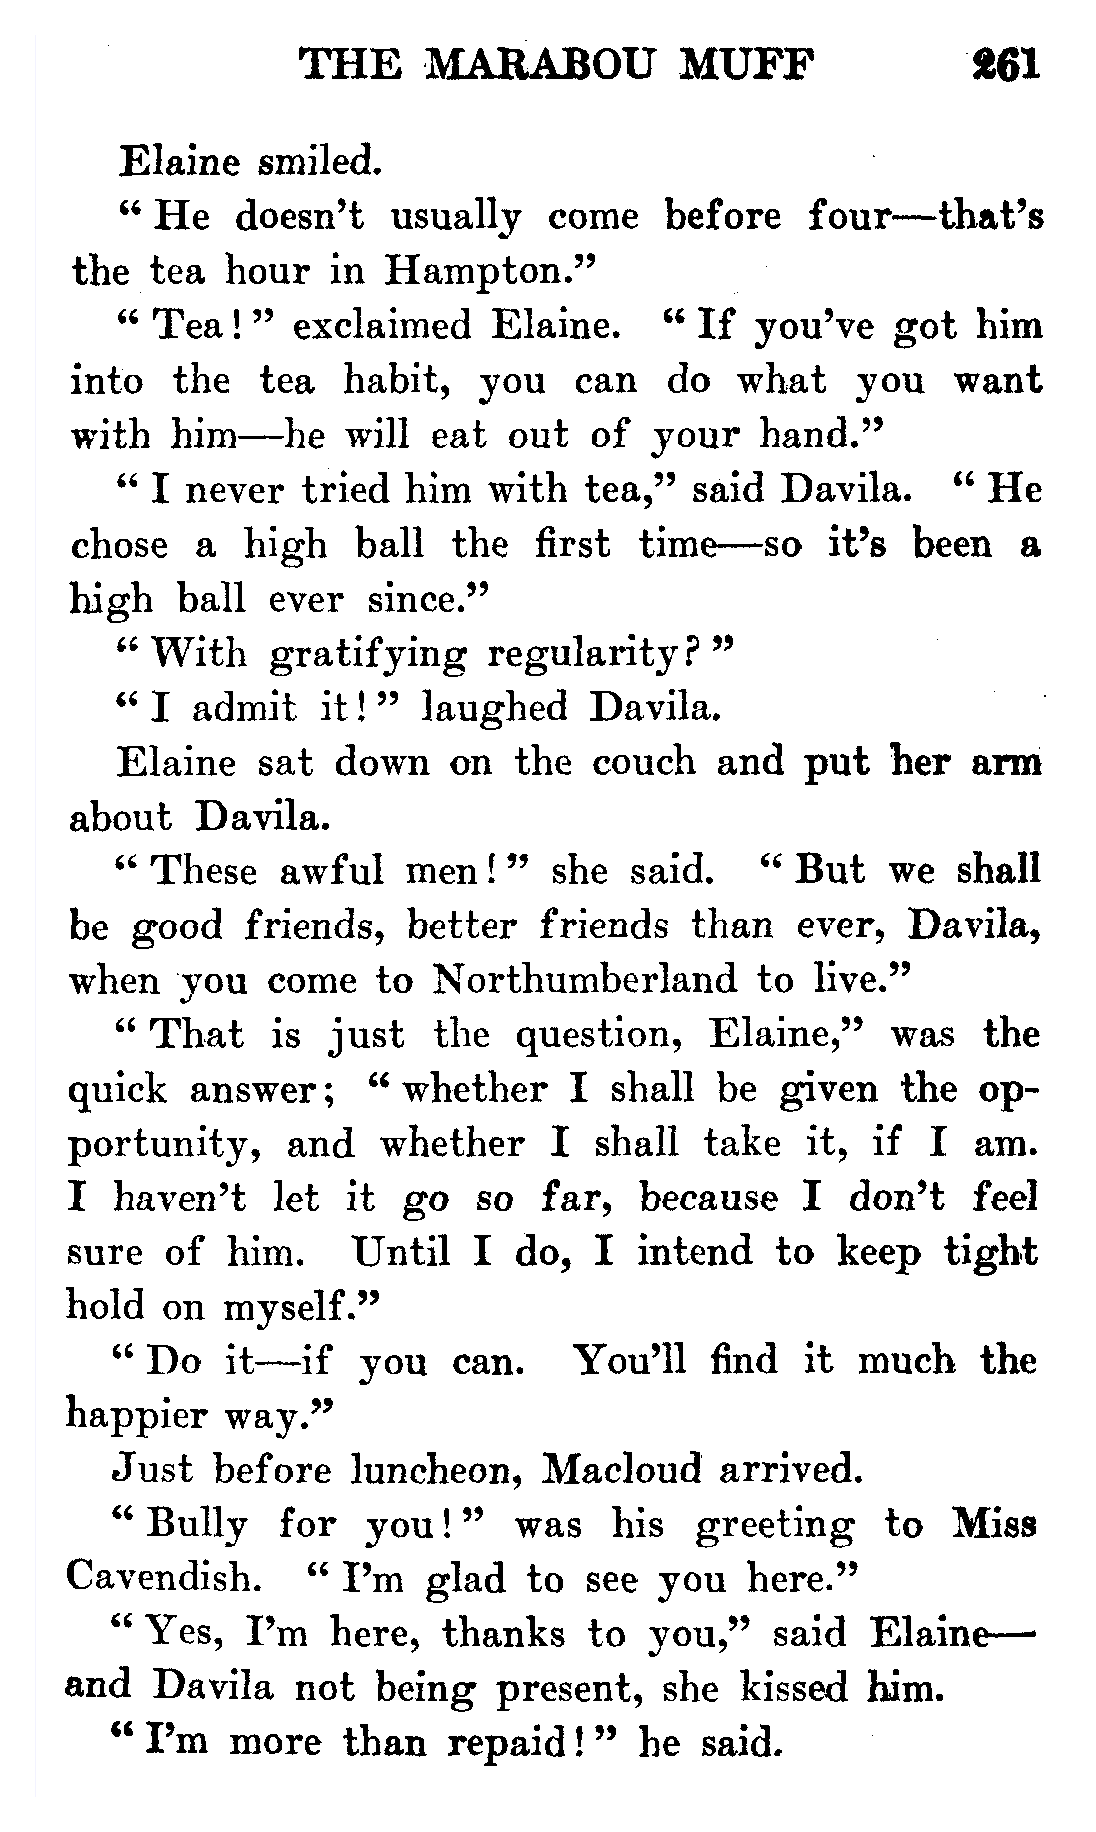 THE MARABOU MUFF 261
Elaine smiled.
“ He doesn’t usually come before four—that’s
the tea hour in Hampton.”
“ Tea! ” exclaimed Elaine. “ If you’ve got him
into the tea habit, you can do what you want
with him—he will eat out of your hand.”
“ I never tried him with tea,” said Davila. “ He
chose a high ball the first time—so it’s been a
high ball ever since.”
“ With gratifying regularity? ”
“ I admit it! ” laughed Davila.
Elaine sat down on the couch and put her arm
about Davila.
“ These awful men! ” she said. “ But we shall
be good friends, better friends than ever, Davila,
when you come to Northumberland to live.”
“ That is just the question, Elaine,” was the
quick answer; “ whether I shall be given the op-
portunity, and whether I shall take it, if I am.
I haven’t let it go so far, because I don’t feel
sure of him. Until I do, I intend to keep tight
hold on myself.”
“ Do it—if you can. You’ll find it much the
happier way.”
Just before luncheon, Macloud arrived.
“ Bully for you! ” was his greeting to Miss
Cavendish. “ I’m glad to see you here.”
“ Yes, I’m here, thanks to you,” said Elaine—
and Davila not being present, she kissed him.
“ I’m more than repaid! ” he said.